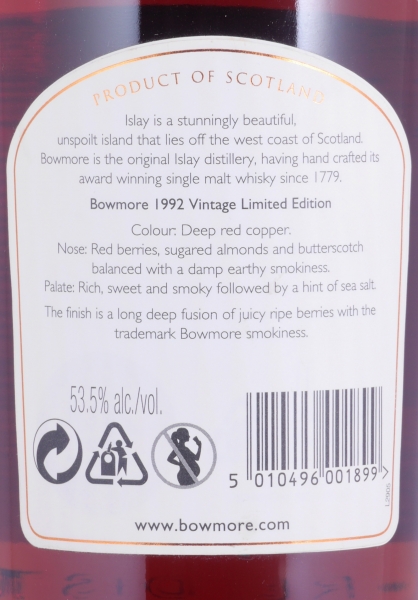 PRODUCT OF SCOTLAND
Islay is a stunningly beautiful,
unspoilt island that lies off the west coast of Scotland.
Bowmore is the original Islay distillery, having hand crafted its
award winning single malt whisky since 1779.
Bowmore 1992 Vintage Limited Edition
Colour: Deep red copper.
Nose: Red berries, sugared almonds and butterscotch
balanced with a damp earthy smokiness.
Palate: Rich, sweet and smoky followed by a hint of sea salt.
The finish is a long deep fusion of juicy ripe berries with the
trademark Bowmore smokiness.
53.5% alc./vol.
5 010496 001899
www.bowmore.com